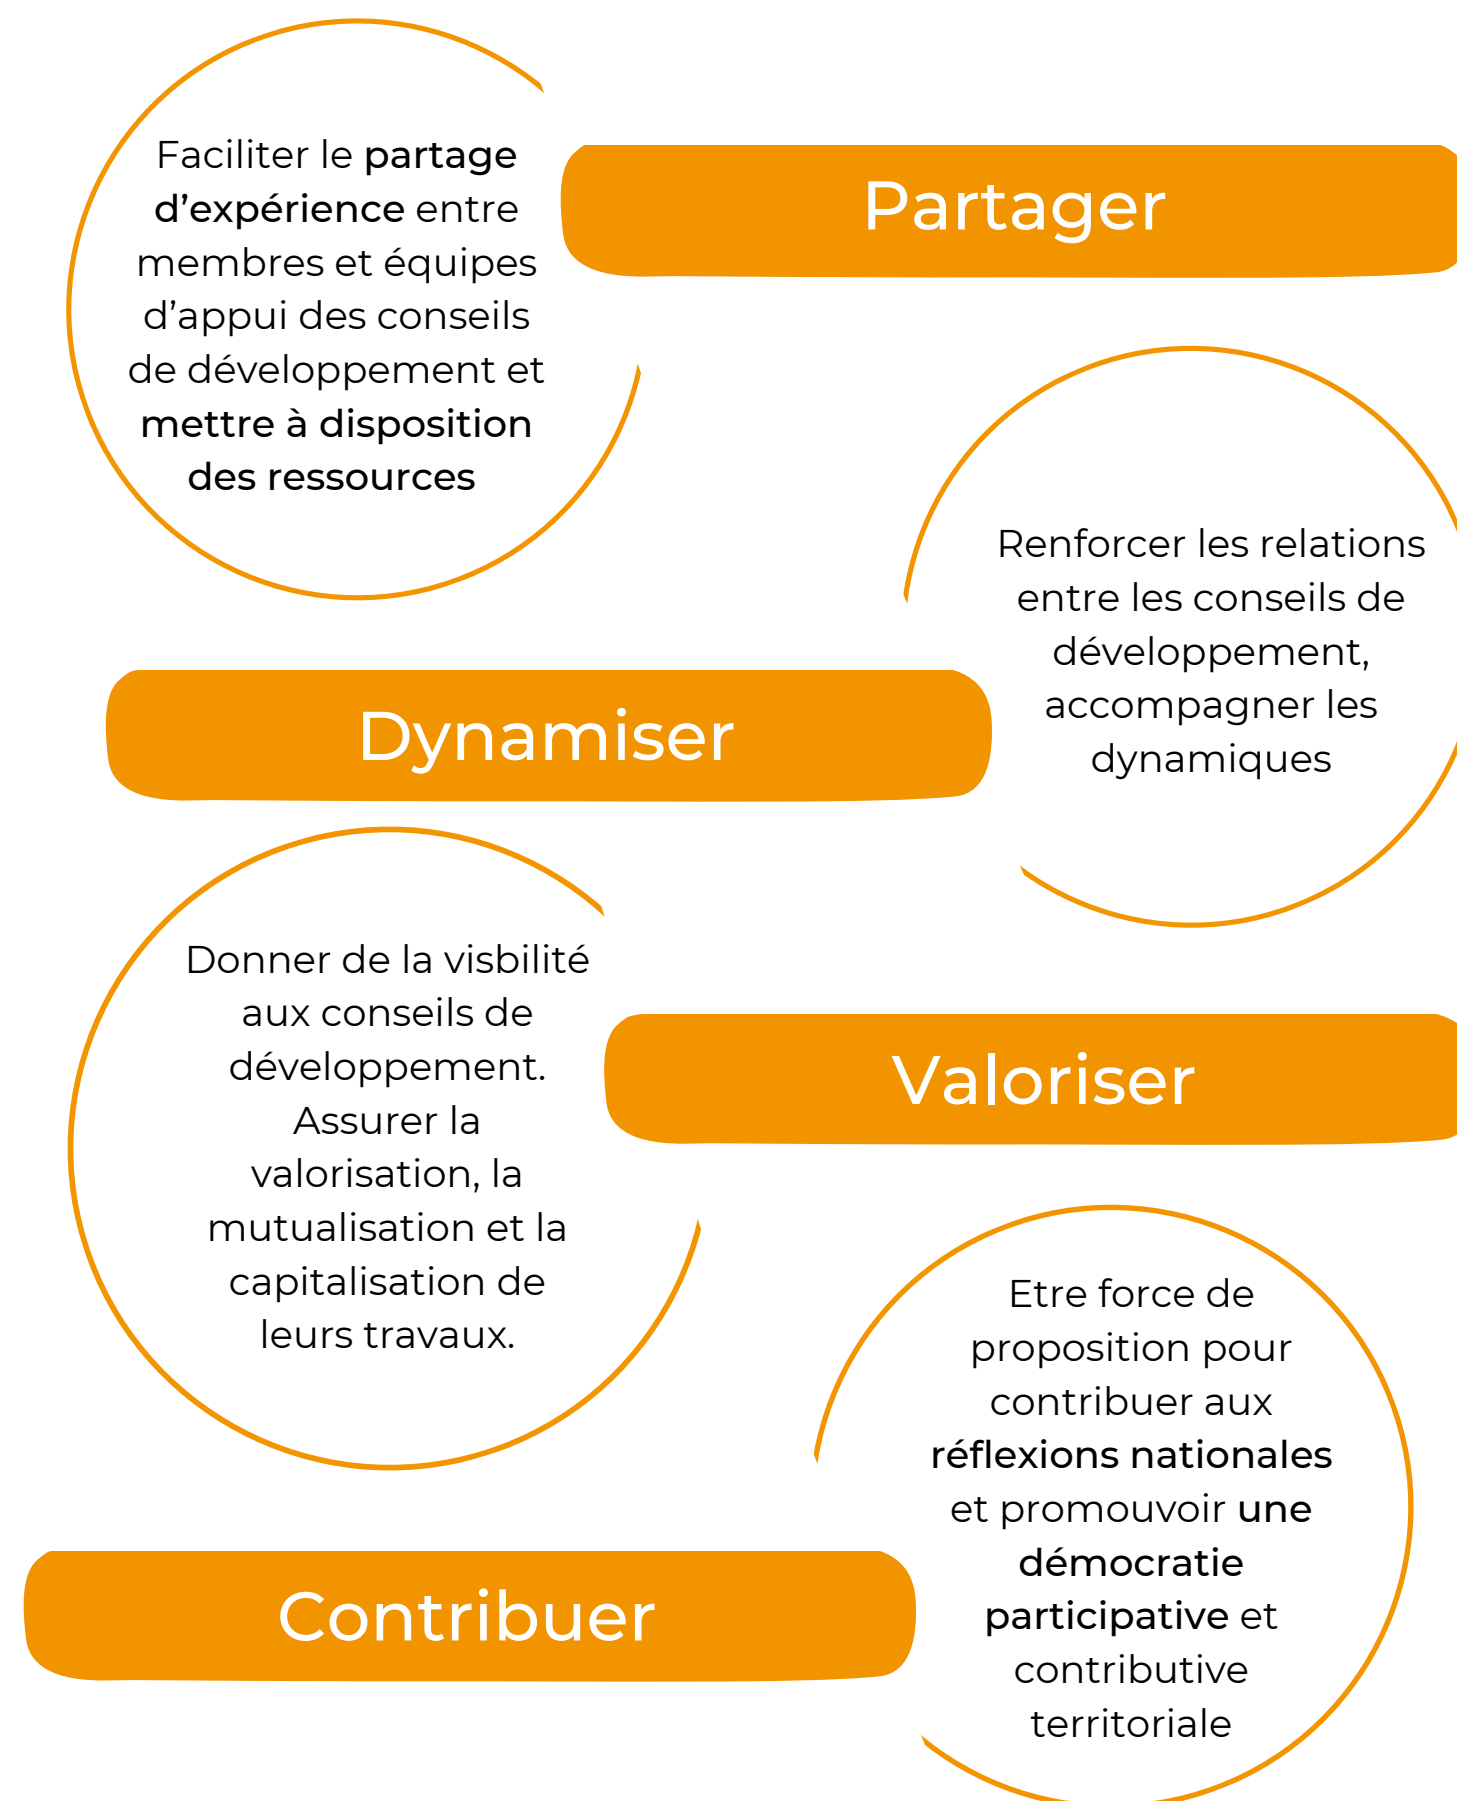 Faciliter le partage
d’expérience entre
membres et équipes
d’appui des conseils
de développement et
mettre à disposition
des ressources
Partager
Renforcer les relations
entre les conseils de
développement,
accompagner les
dynamiques
Dynamiser
Donner de la visbilité
aux conseils de
développement.
Assurer la
valorisation, la
mutualisation et la
capitalisation de
leurs travaux.
Valoriser
Etre force de
proposition pour
contribuer aux
réflexions nationales
et promouvoir une
démocratie
participative et
contributive
territoriale
Contribuer